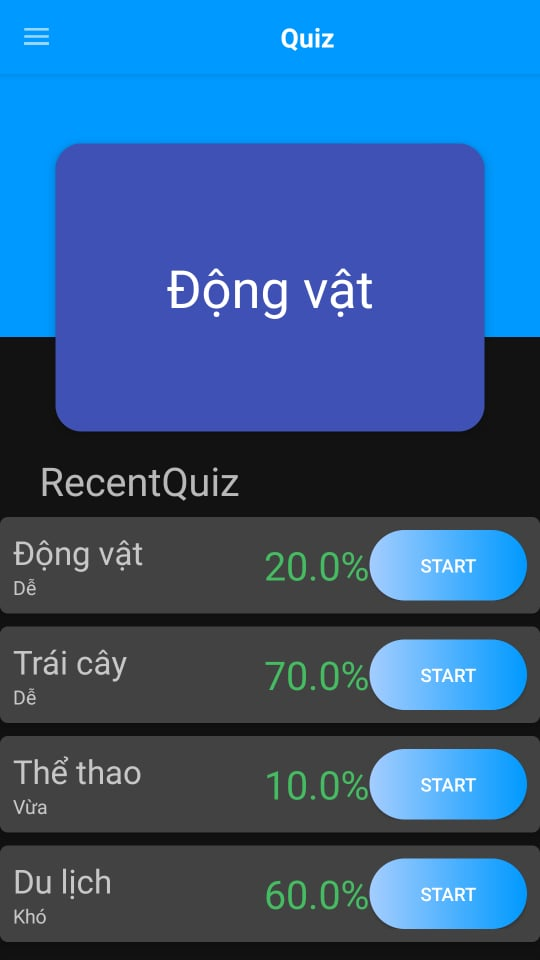 Quiz
Động vật
RecentQuiz
Động vật
Dễ
20.0%
START
Trái cây
Dễ
70.0%
START
Thể thao
Vừa
10.0%
START
Du lịch
Khó
60.0%
START